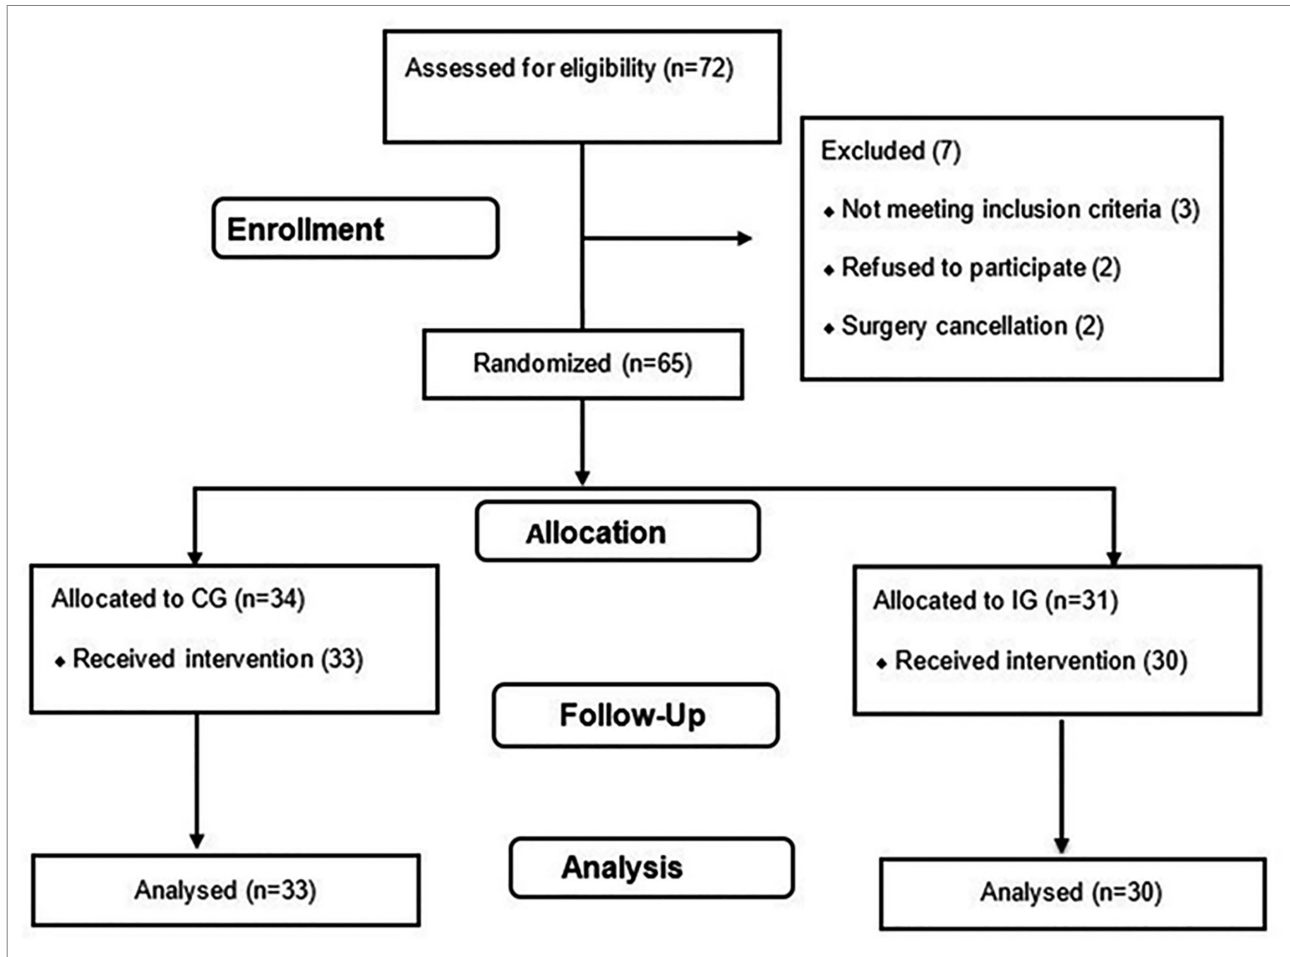 Assessed for eligibility (n=72)
Excluded (7)
⬥ Not meeting inclusion criteria (3)
⬥ Refused to participate (2)
⬥ Surgery cancellation (2)
Enrollment
Randomized (n=65)
Allocation
Allocated to CG (n=34)
⬥ Received intervention (33)
Allocated to IG (n=31)
⬥ Received intervention (30)
Follow-Up
Analysis
Analysed (n=33)
Analysed (n=30)